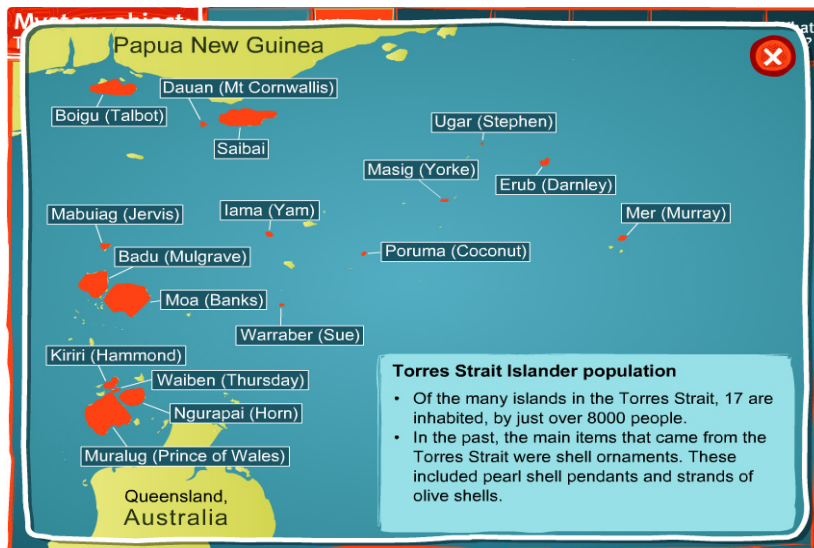 Mystery object:
Papua New Guinea
Dauan (Mt Cornwallis)
Boigu (Talbot)
Saibai
Ugar (Stephen)
Masig (Yorke)
Erub (Darnley)
Mabuiag (Jervis)
Iama (Yam)
Mer (Murray)
Badu (Mulgrave)
Poruma (Coconut)
Moa (Banks)
Warraber (Sue)
Kiriri (Hammond)
Waiben (Thursday)
Ngurapai (Horn)
Muralug (Prince of Wales)
Queensland,
Australia
Torres Strait Islander population
• Of the many islands in the Torres Strait, 17 are
inhabited, by just over 8000 people.
• In the past, the main items that came from the
Torres Strait were shell ornaments. These
included pearl shell pendants and strands of
olive shells.